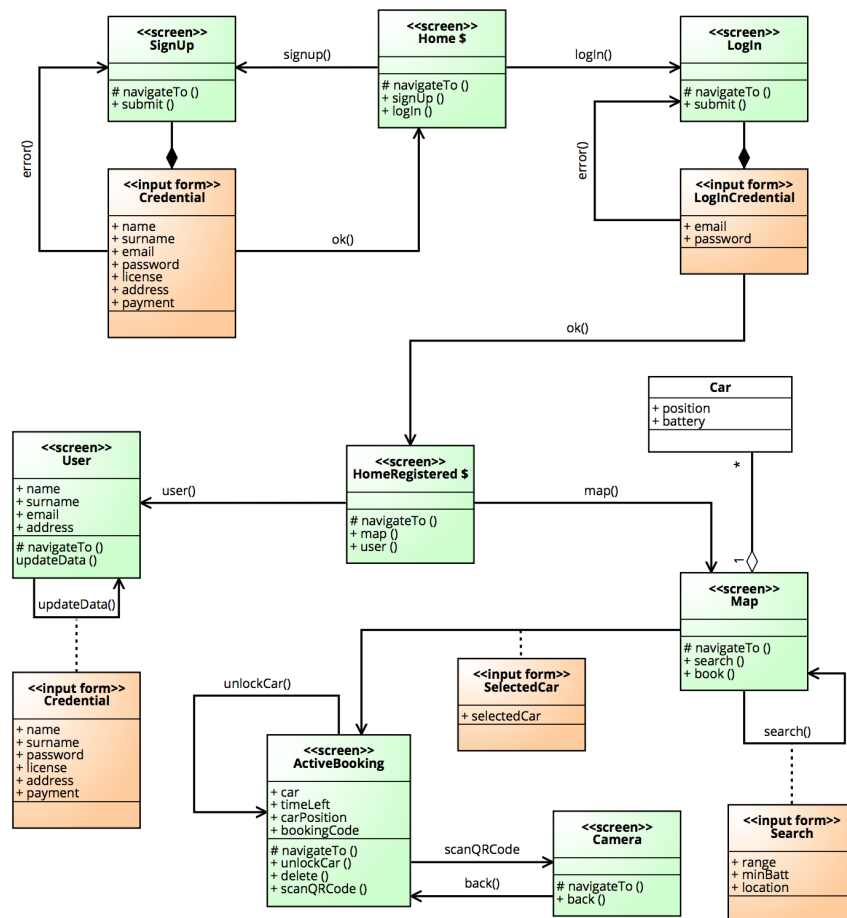 <<screen>>
SignUp
# navigateTo ()
+ submit ()
signup()
<<screen>>
Home $
# navigateTo ()
+ signUp ()
+ logIn ()
logIn()
<<screen>>
LogIn
# navigateTo ()
+ submit ()
error()
<<input form>>
Credential
+ name
+ surname
+ email
+ password
+ license
+ address
+ payment
ok()
error()
<<input form>>
LogInCredential
+ email
+ password
ok()
Car
+ position
+ battery
*
1
<<screen>>
User
+ name
+ surname
+ email
+ address
# navigateTo ()
updateData ()
user()
<<screen>>
HomeRegistered $
# navigateTo ()
+ map ()
+ user ()
map()
<<screen>>
Map
# navigateTo ()
+ search ()
+ book ()
updateData()
<<input form>>
Credential
+ name
+ surname
+ password
+ license
+ address
+ payment
unlockCar()
<<input form>>
SelectedCar
+ selectedCar
search()
<<screen>>
ActiveBooking
+ car
+ timeLeft
+ carPosition
+ bookingCode
# navigateTo ()
+ unlockCar ()
+ delete ()
+ scanQRCode ()
scanQRCode
back()
<<screen>>
Camera
# navigateTo ()
+ back ()
<<input form>>
Search
+ range
+ minBatt
+ location